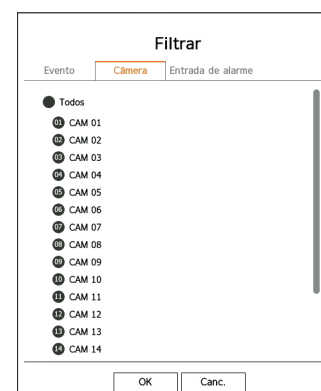 Filtrar
Evento Câmera Entrada de alarme
Todos
01 CAM 01
02 CAM 02
03 CAM 03
04 CAM 04
05 CAM 05
06 CAM 06
07 CAM 07
08 CAM 08
09 CAM 09
10 CAM 10
11 CAM 11
12 CAM 12
13 CAM 13
14 CAM 14
OK Canc.